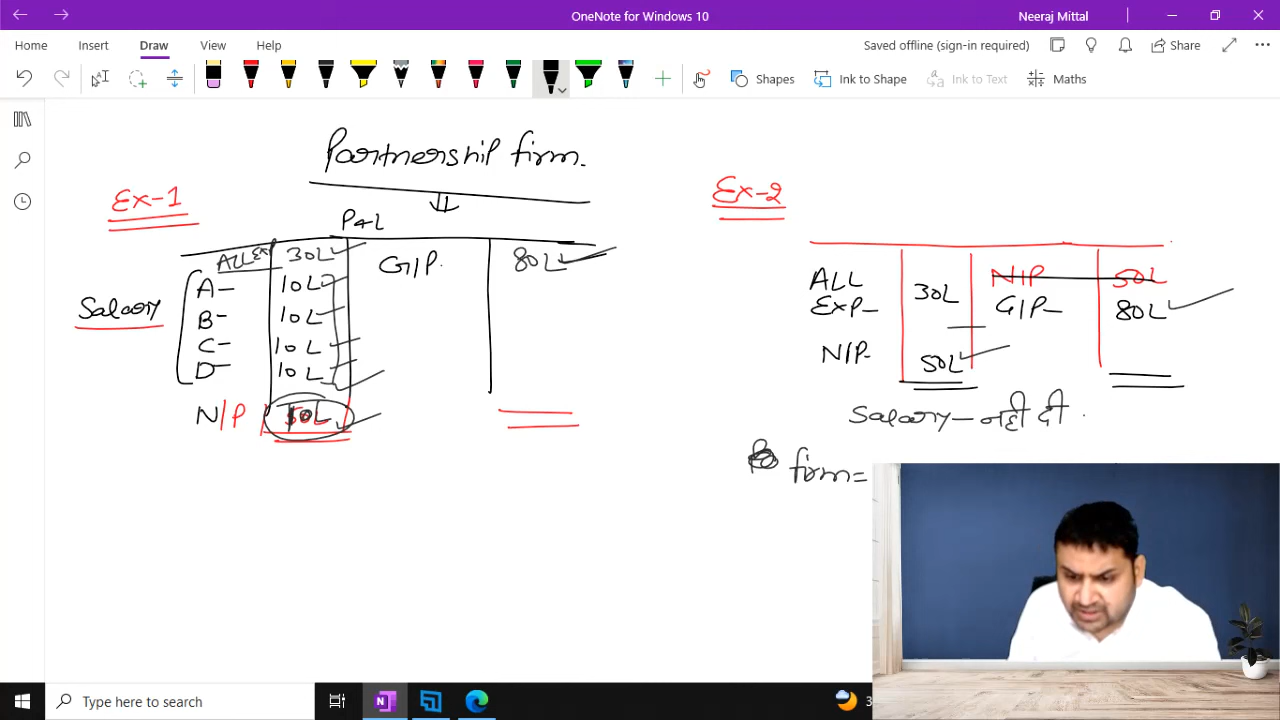 OneNote for Windows 10
Neeraj Mittal
Home Insert Draw View Help
Saved offline (sign-in required)
Share
Shapes
Ink to Shape
Ink to Text
Maths
Partnership firm.
Ex-1
P&L
ALL EXP 30L G/P. 80L
Salary
A- 10L
B- 10L
C- 10L
D- 10L
N/P 10L
Ex-2
ALL N/P 50L
EXP- 30L G/P- 80L
N/P- 50L
Salary - नही दी
firm=
Type here to search
3